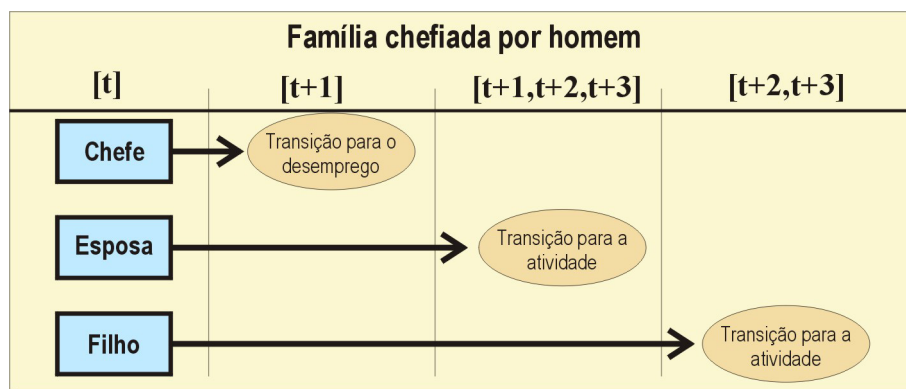 Família chefiada por homem
[t] [t+1] [t+1,t+2,t+3] [t+2,t+3]
Chefe
Transição para o
desemprego
Esposa
Transição para a
atividade
Filho
Transição para a
atividade